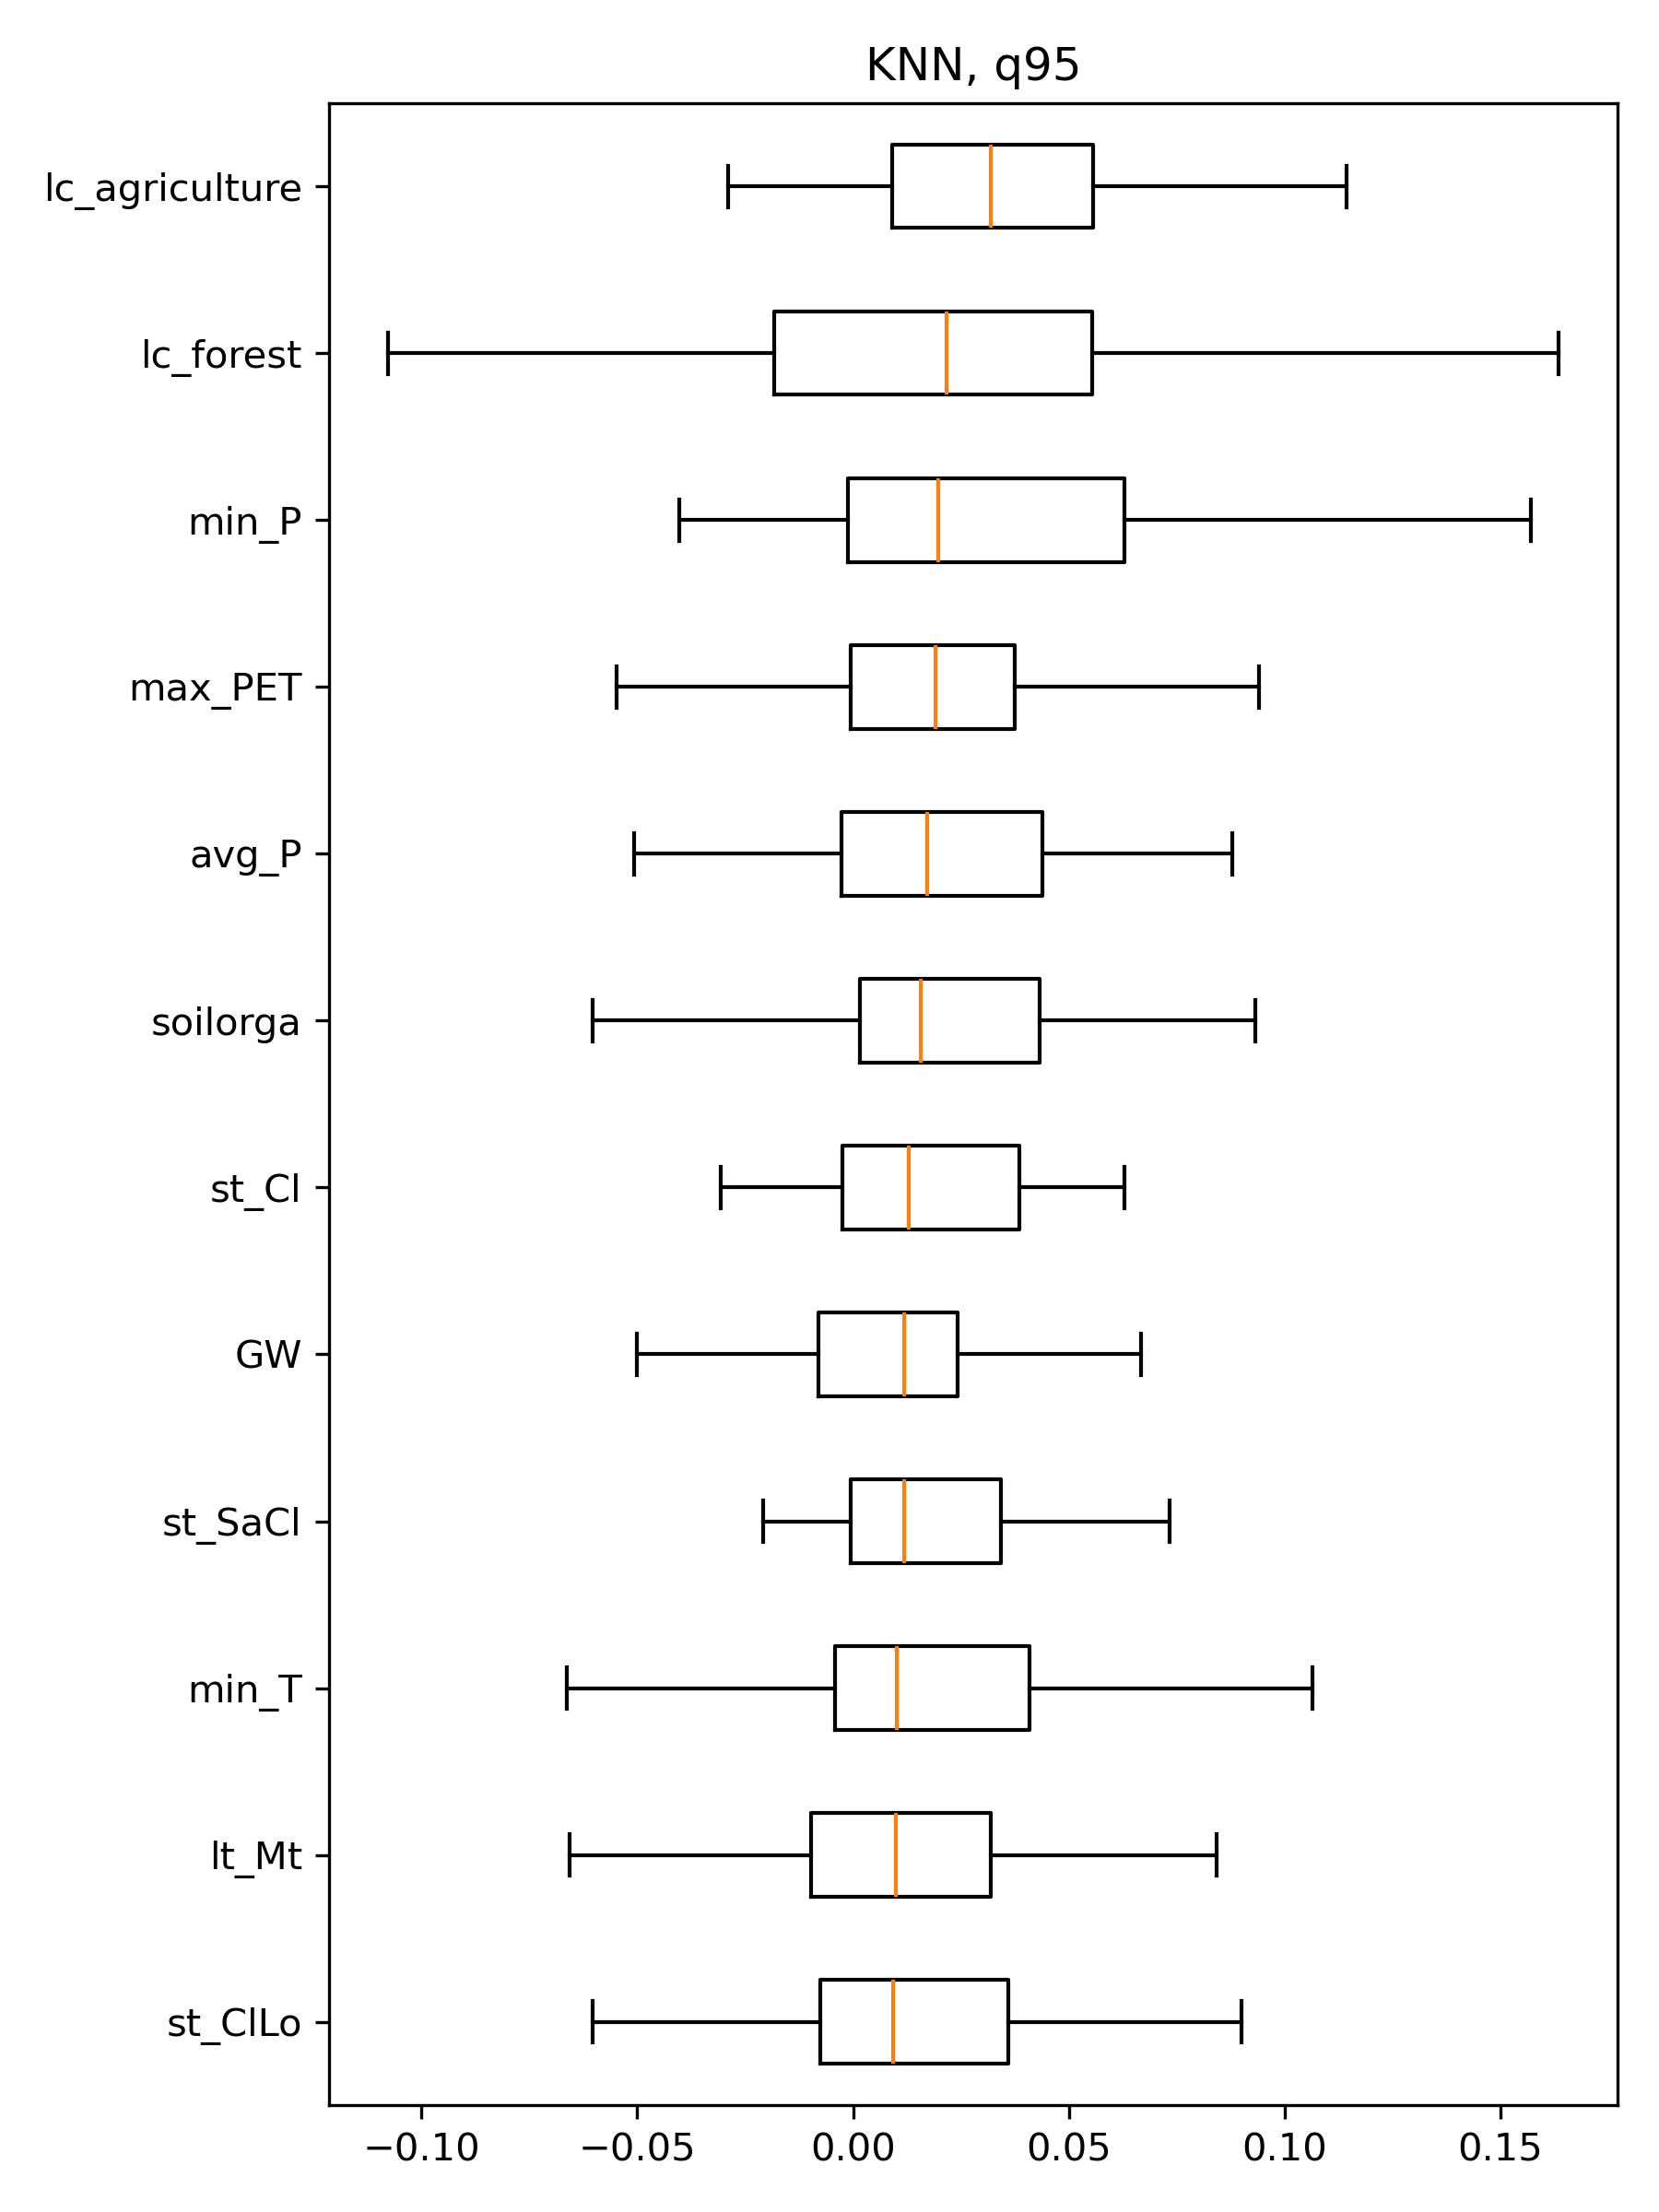 KNN, q95
lc_agriculture
lc_forest
min_P
max_PET
avg_P
soilorga
st_Cl
GW
st_SaCl
min_T
lt_Mt
st_ClLo
−0.10 −0.05 0.00 0.05 0.10 0.15